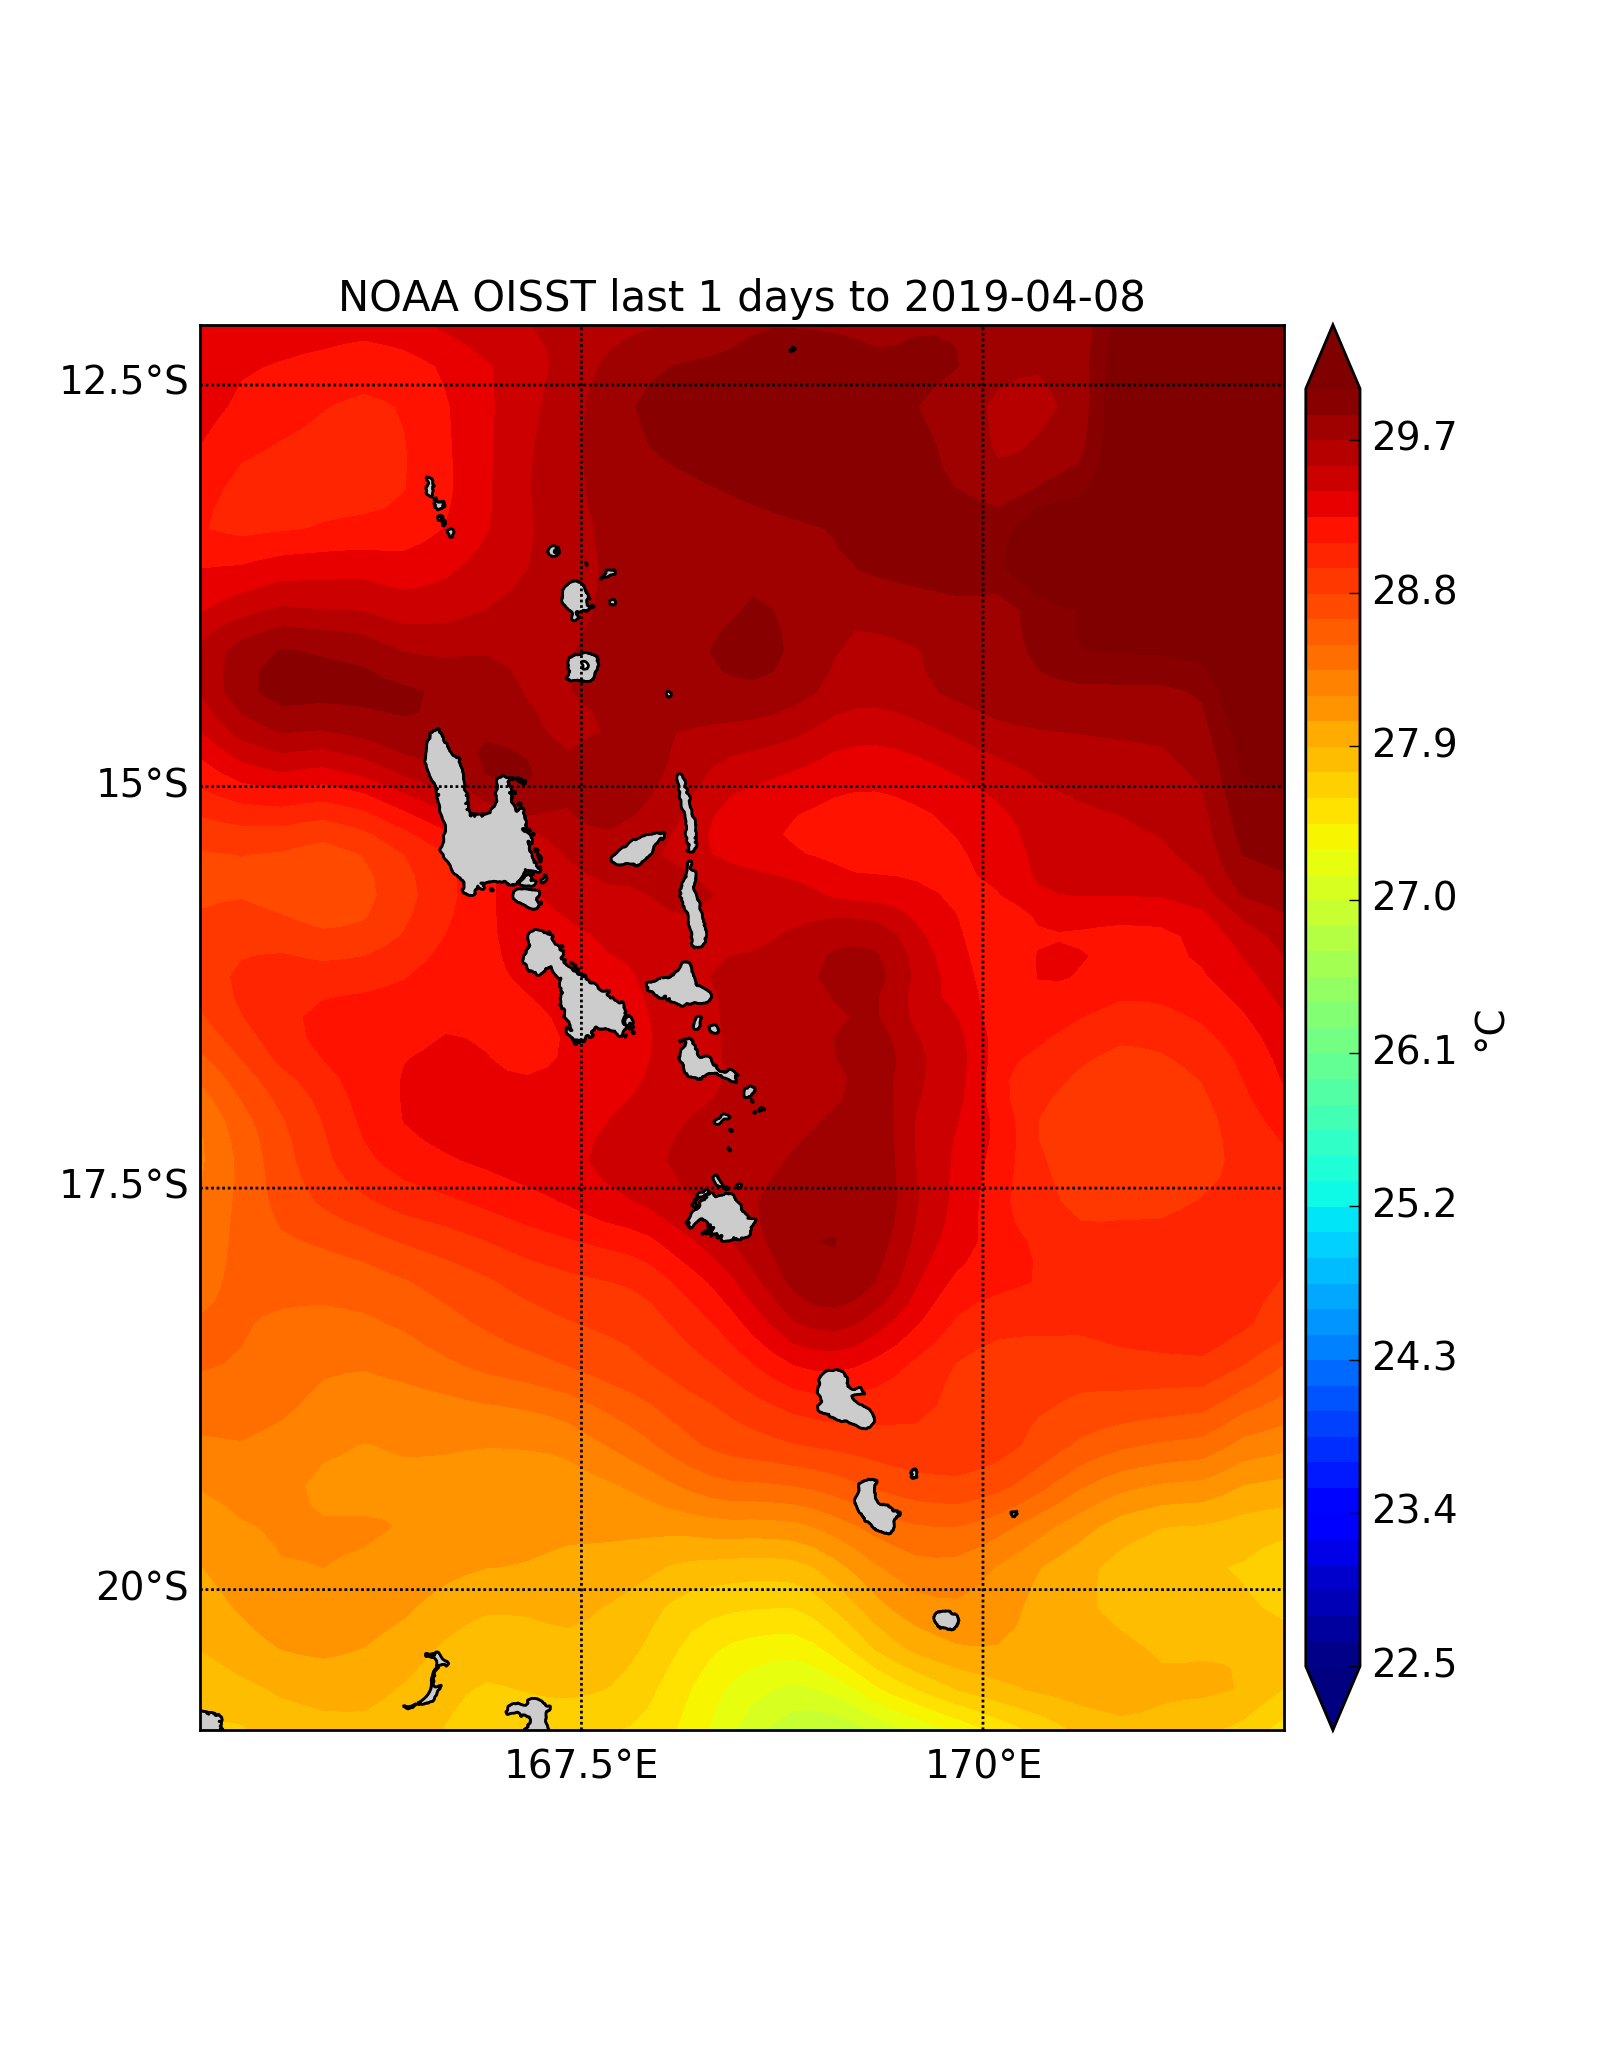 NOAA OISST last 1 days to 2019-04-08
12.5°S
15°S
17.5°S
20°S
167.5°E
170°E
29.7
28.8
27.9
27.0
26.1
25.2
24.3
23.4
22.5
°C